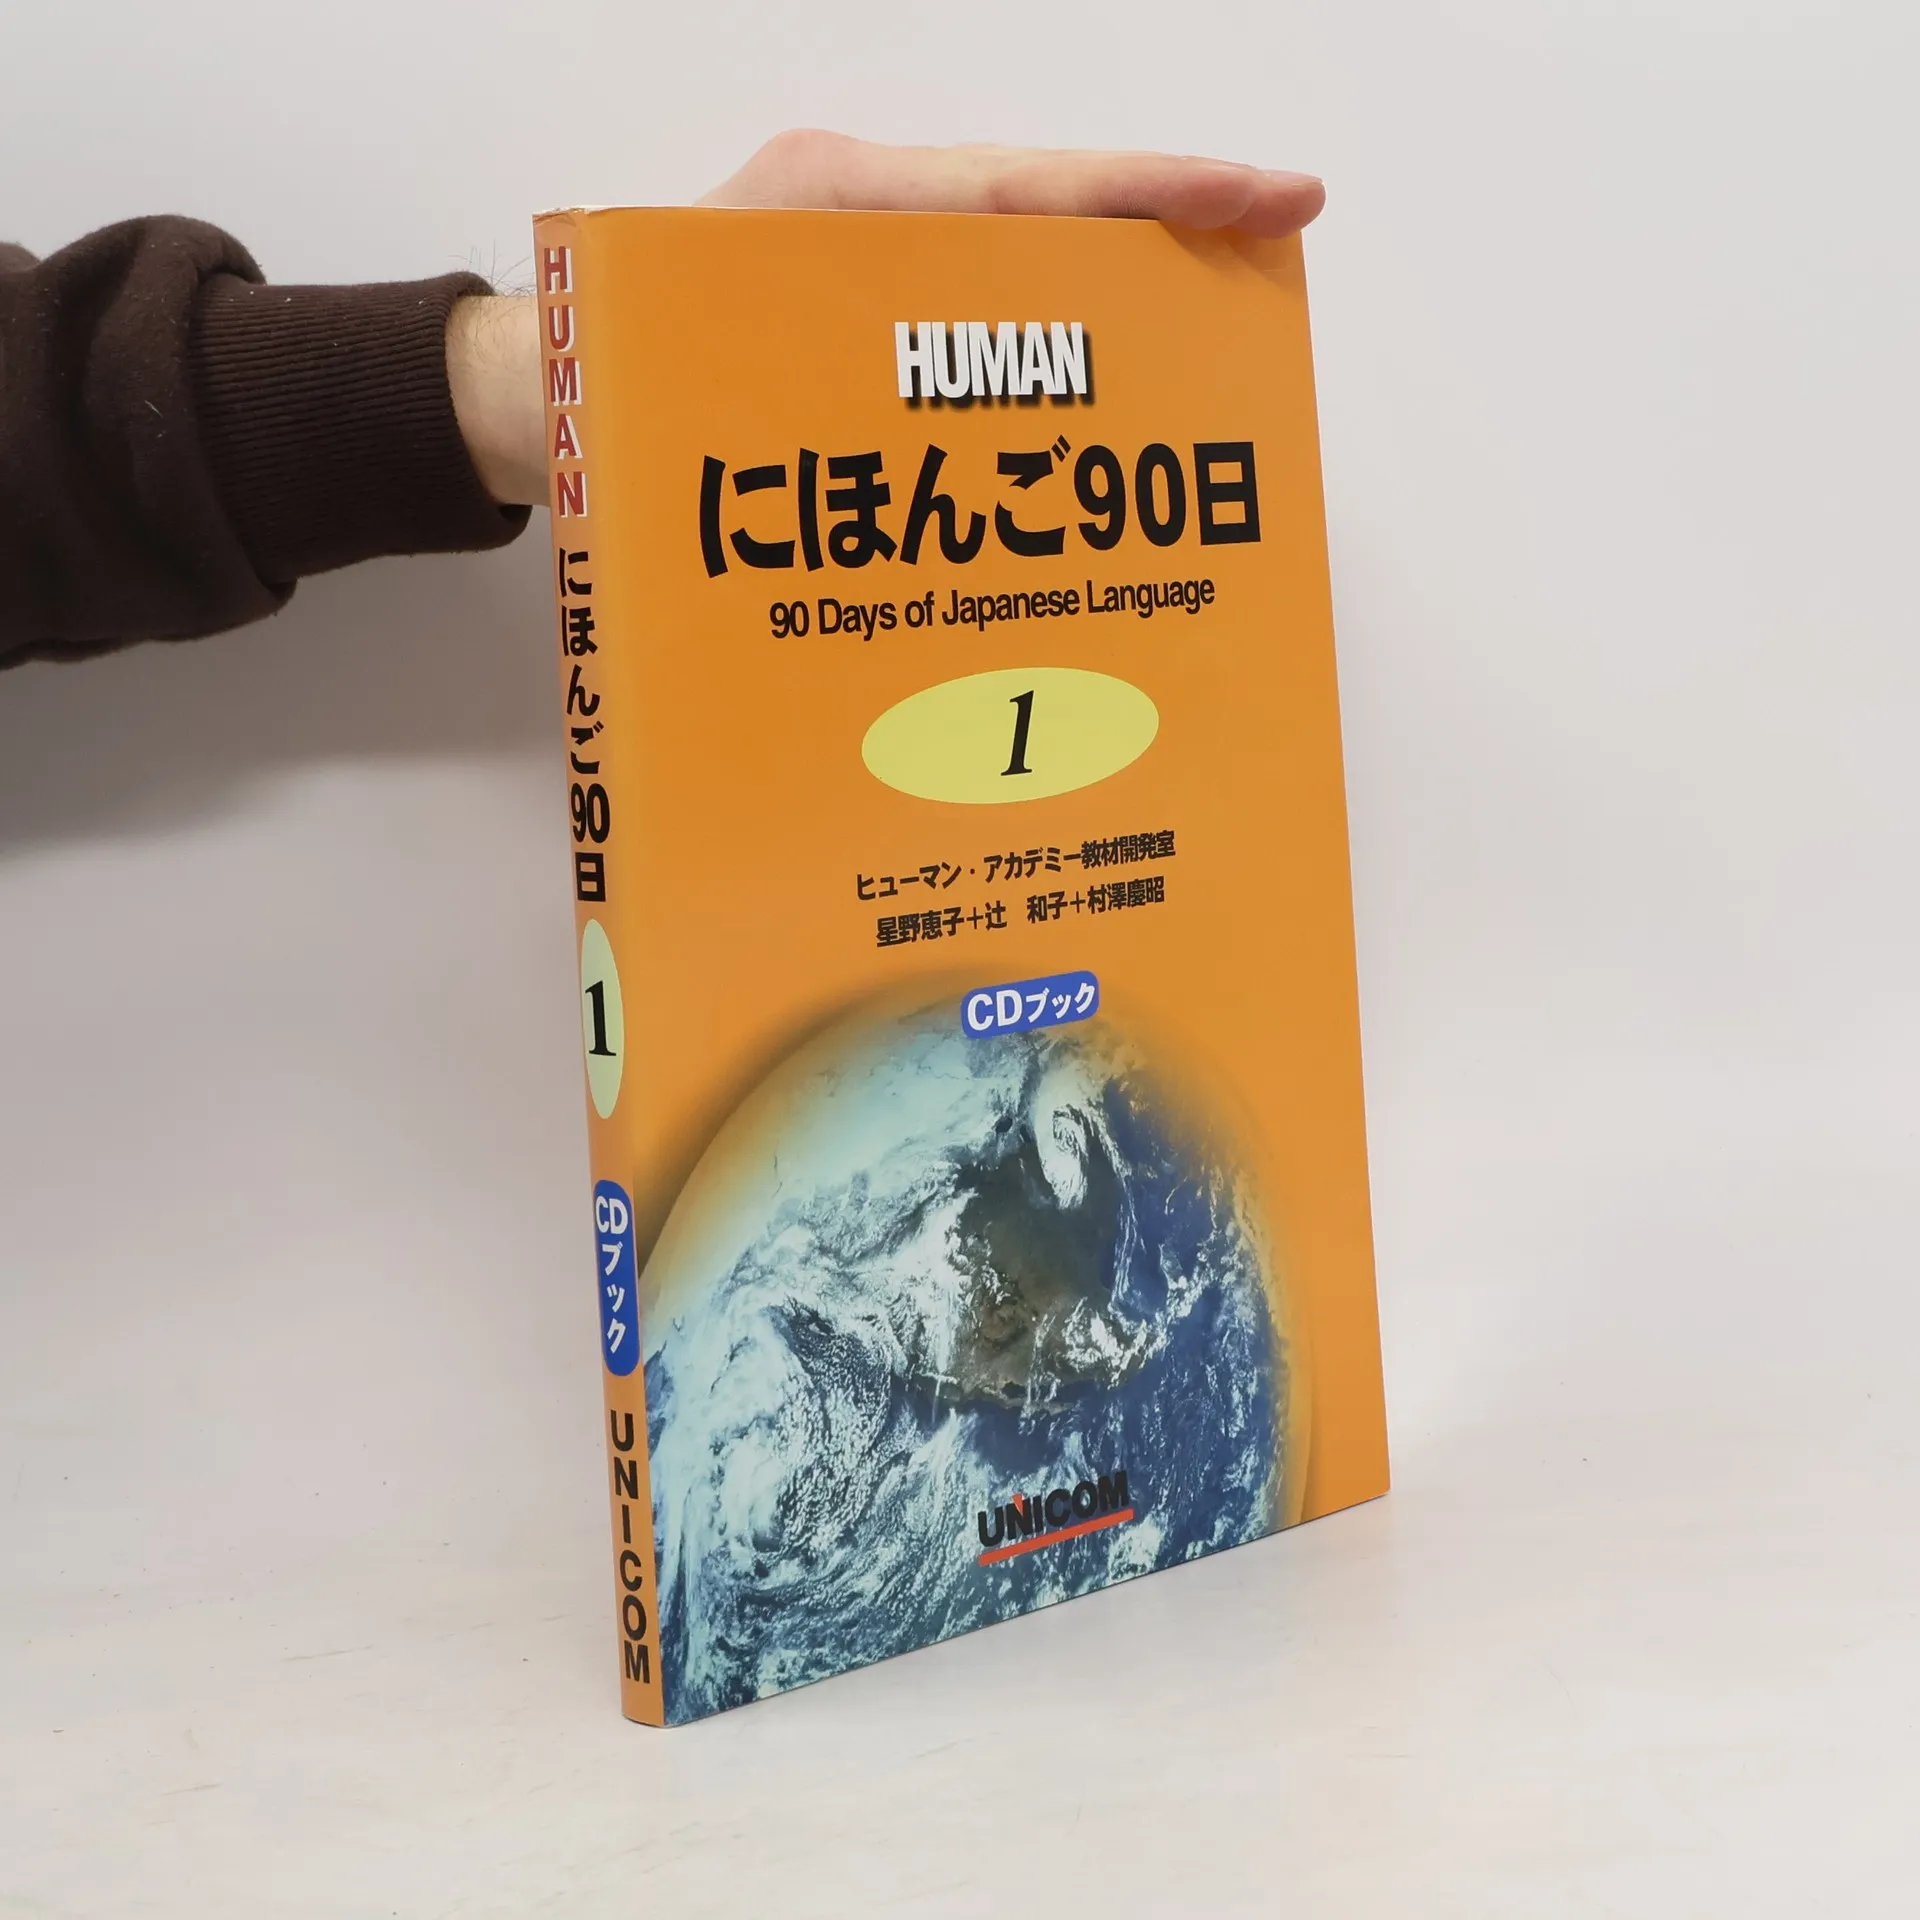 HUMAN
にほんご90日
1
CDブック
UNICOM
HUMAN
にほんご90日
90 Days of Japanese Language
1
ヒューマン・アカデミー教材開発室
星野恵子＋辻　和子＋村澤慶昭
CDブック
UNICOM